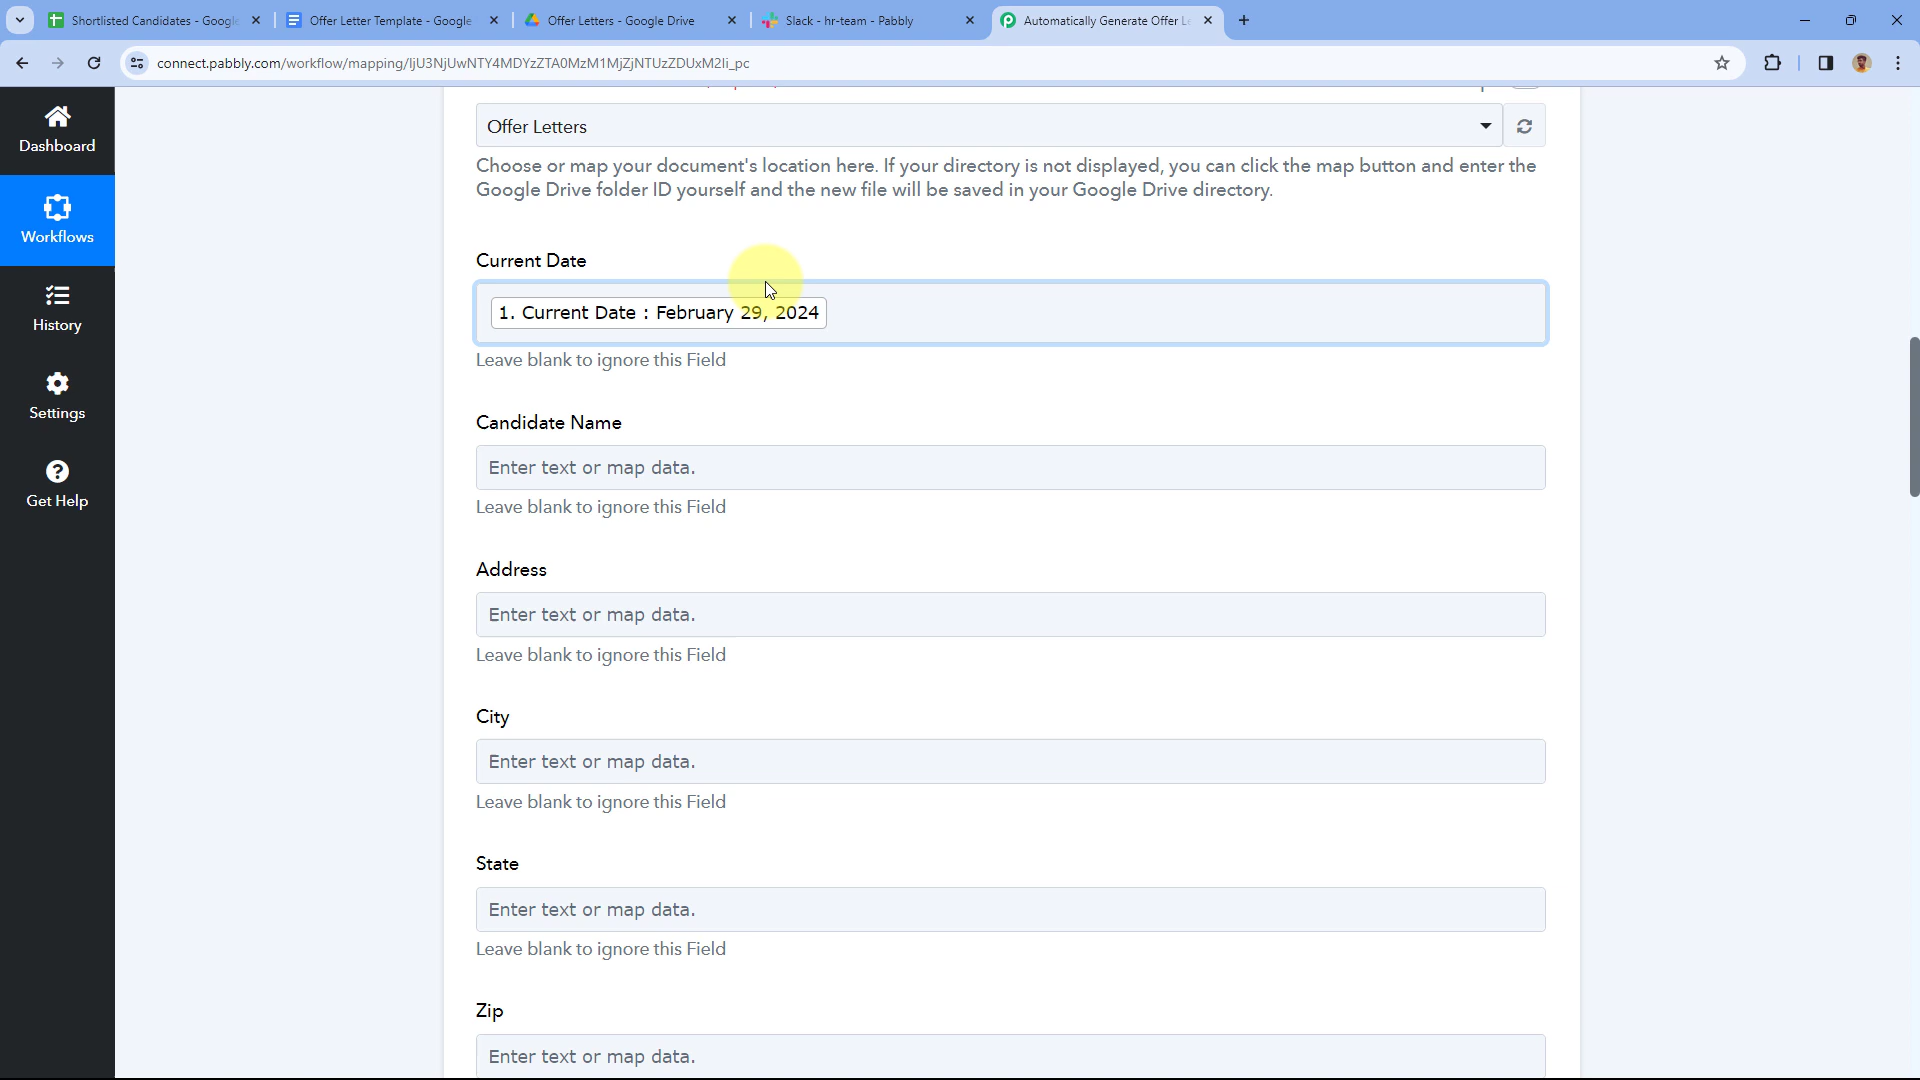 Shortlisted Candidates - Google
Offer Letter Template - Google
Offer Letters - Google Drive
Slack - hr-team - Pabbly
Automatically Generate Offer Le
connect.pabbly.com/workflow/mapping/IjU3NjUwNTY4MDYzZTA0MzM1MjZjNTUzZDUxM2Ii_pc
Dashboard
Workflows
History
Settings
Get Help
Offer Letters
Choose or map your document's location here. If your directory is not displayed, you can click the map button and enter the
Google Drive folder ID yourself and the new file will be saved in your Google Drive directory.
Current Date
1. Current Date : February 29, 2024
Leave blank to ignore this Field
Candidate Name
Enter text or map data.
Leave blank to ignore this Field
Address
Enter text or map data.
Leave blank to ignore this Field
City
Enter text or map data.
Leave blank to ignore this Field
State
Enter text or map data.
Leave blank to ignore this Field
Zip
Enter text or map data.